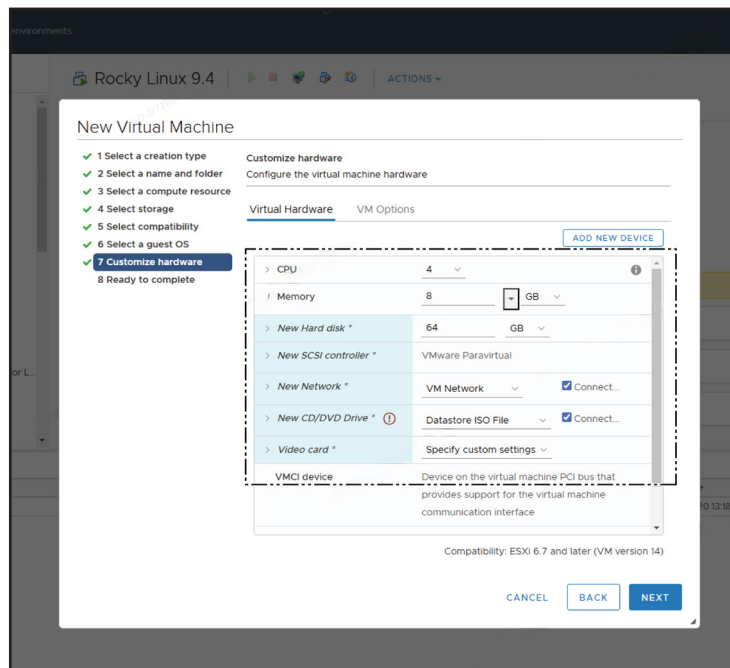 environments
Rocky Linux 9.4
ACTIONS
New Virtual Machine
1 Select a creation type
2 Select a name and folder
3 Select a compute resource
4 Select storage
5 Select compatibility
6 Select a guest OS
7 Customize hardware
8 Ready to complete
Customize hardware
Configure the virtual machine hardware
Virtual Hardware VM Options
ADD NEW DEVICE
> CPU 4
Memory 8 GB
> New Hard disk * 64 GB
> New SCSI controller * VMware Paravirtual
> New Network * VM Network Connect...
> New CD/DVD Drive * Datastore ISO File Connect...
> Video card * Specify custom settings
VMCI device Device on the virtual machine PCI bus that
provides support for the virtual machine
communication interface
Compatibility: ESXi 6.7 and later (VM version 14)
CANCEL BACK NEXT
or L...
20 13:18